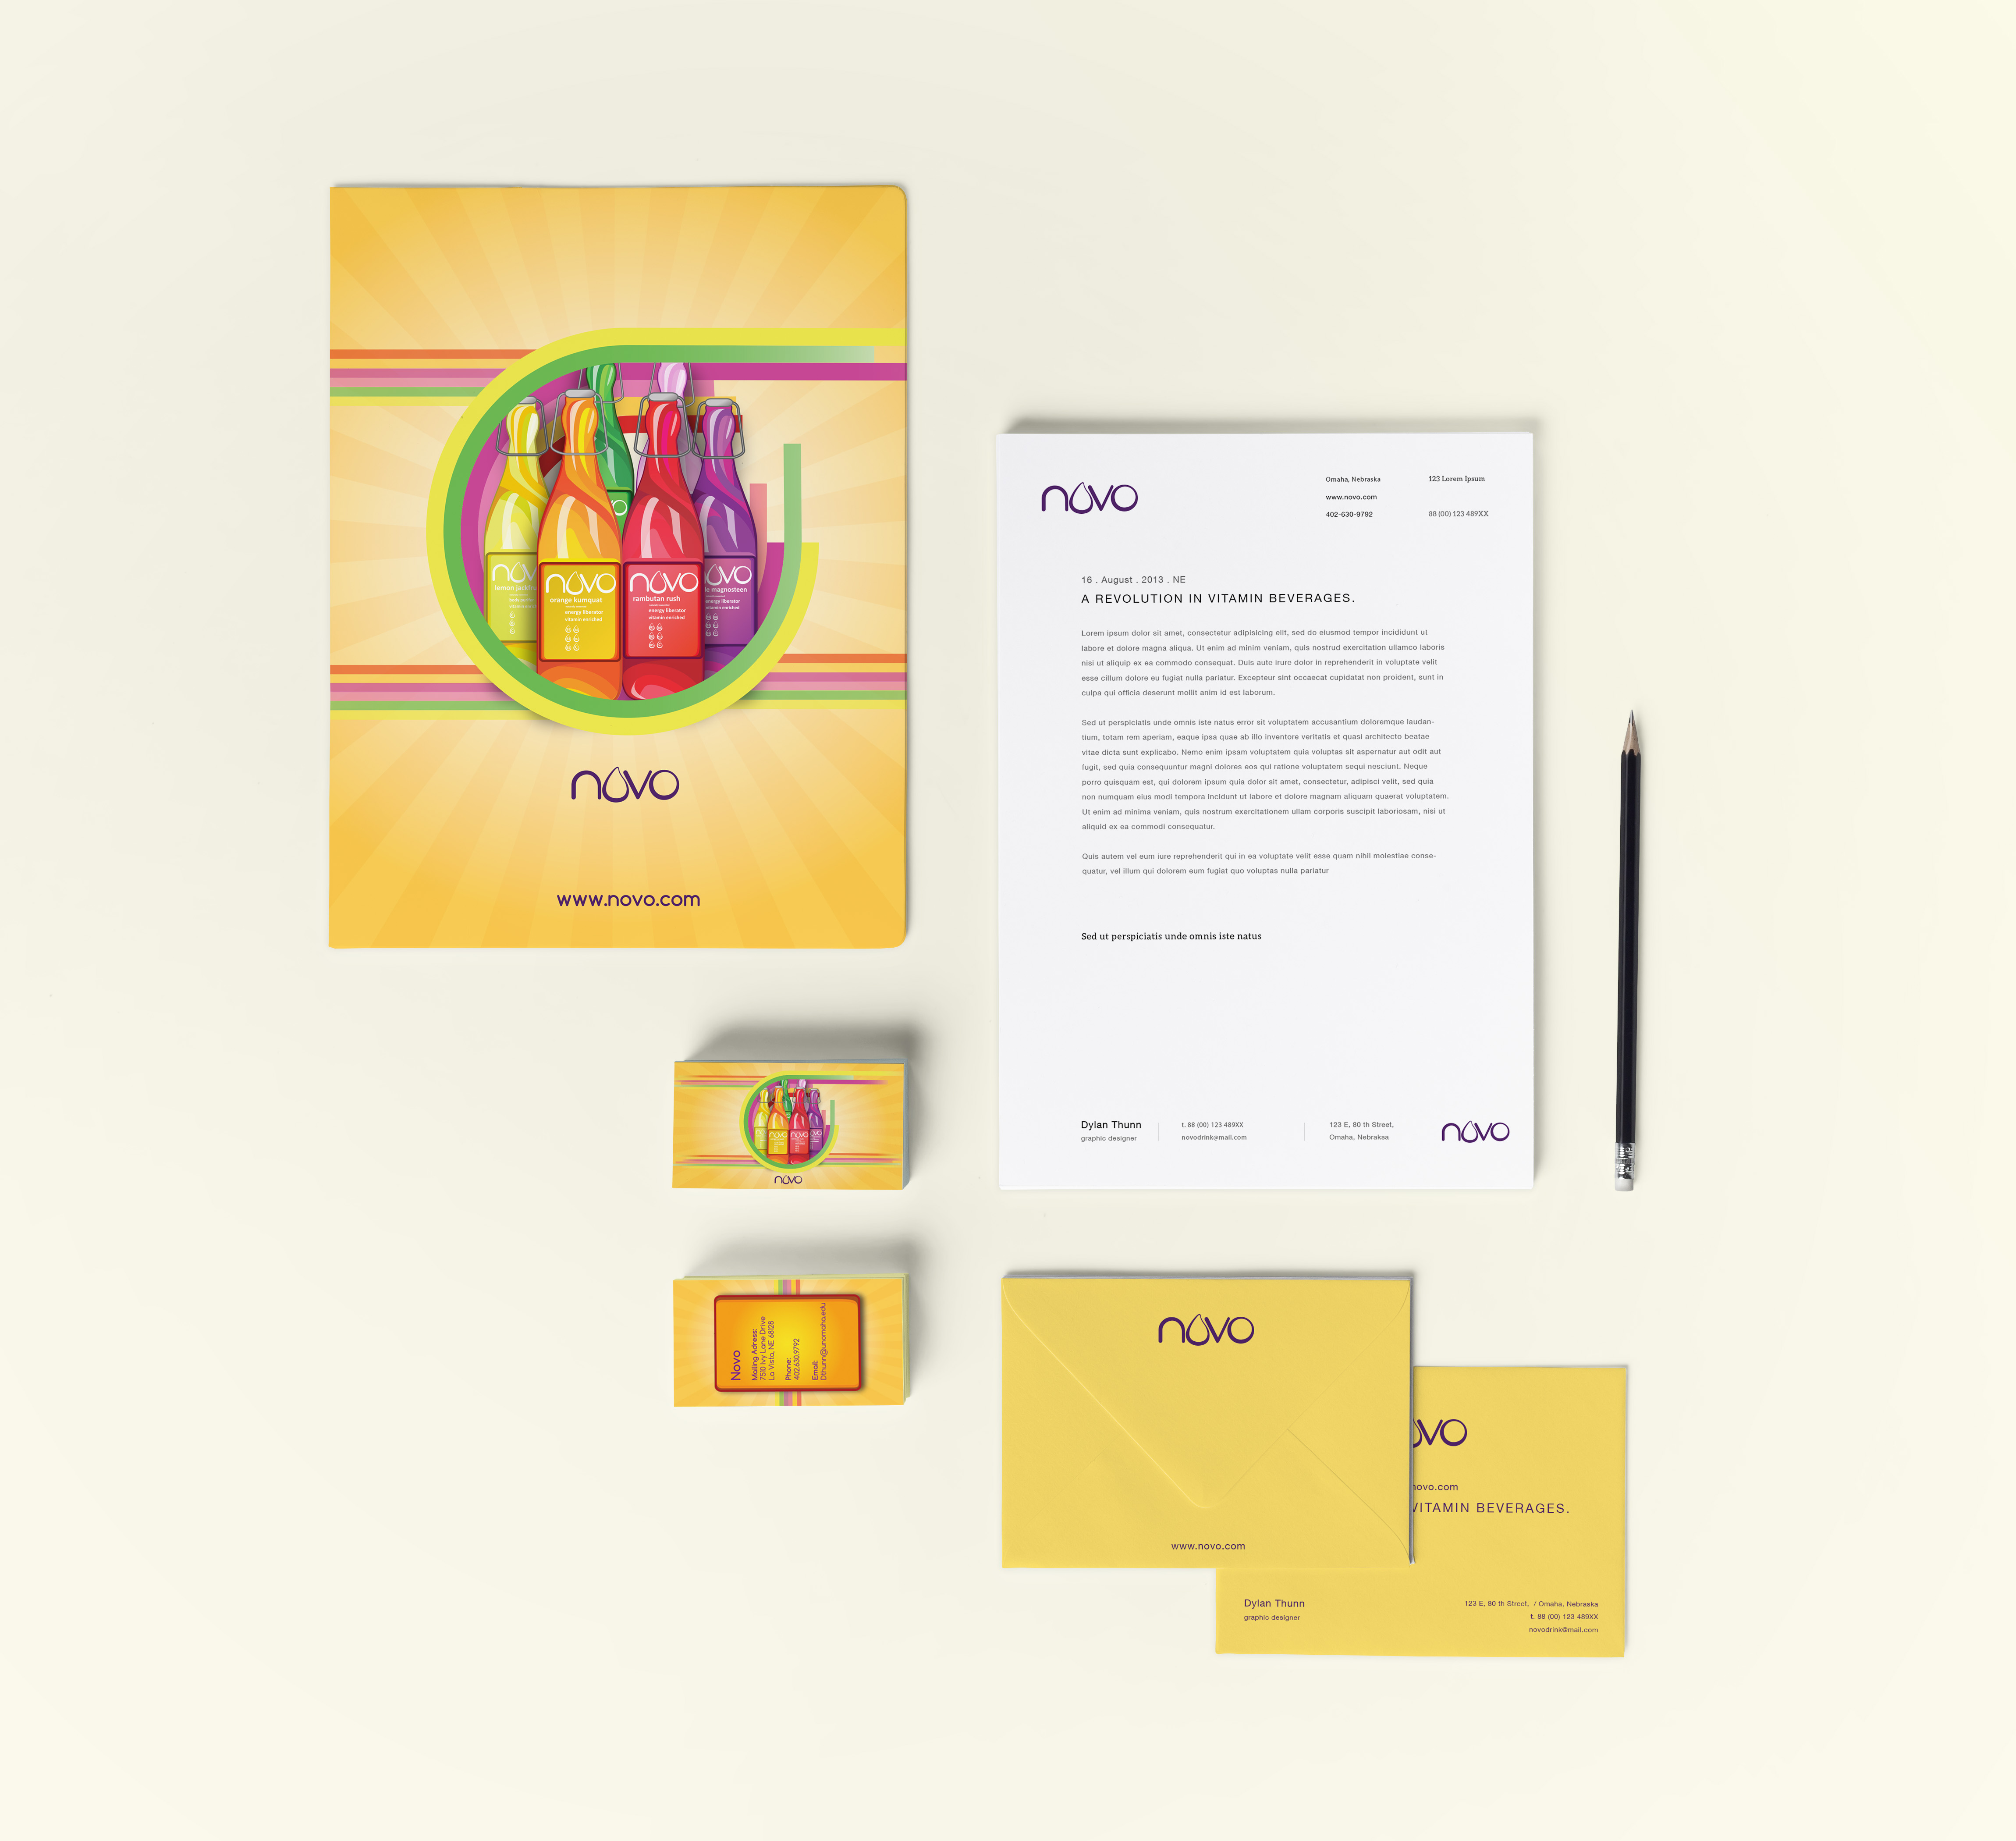 novo
lemon
novo
orange kumquat
energy liberator
vitamin enriched
novo
rambutan rush
energy liberator
vitamin enriched
novo
magnosteen
energy liberator
vitamin enriched
novo
www.novo.com
novo
Omaha, Nebraska
123 Lorem Ipsum
www.novo.com
402-630-9792
88 (00) 123 489XX
16 . August . 2013 . NE
A REVOLUTION IN VITAMIN BEVERAGES.
Lorem ipsum dolor sit amet, consectetur adipisicing elit, sed do eiusmod tempor incididunt ut
labore et dolore magna aliqua. Ut enim ad minim veniam, quis nostrud exercitation ullamco laboris
nisi ut aliquip ex ea commodo consequat. Duis aute irure dolor in reprehenderit in voluptate velit
esse cillum dolore eu fugiat nulla pariatur. Excepteur sint occaecat cupidatat non proident, sunt in
culpa qui officia deserunt mollit anim id est laborum.
Sed ut perspiciatis unde omnis iste natus error sit voluptatem accusantium doloremque laudan-
tium, totam rem aperiam, eaque ipsa quae ab illo inventore veritatis et quasi architecto beatae
vitae dicta sunt explicabo. Nemo enim ipsam voluptatem quia voluptas sit aspernatur aut odit aut
fugit, sed quia consequuntur magni dolores eos qui ratione voluptatem sequi nesciunt. Neque
porro quisquam est, qui dolorem ipsum quia dolor sit amet, consectetur, adipisci velit, sed quia
non numquam eius modi tempora incidunt ut labore et dolore magnam aliquam quaerat voluptatem.
Ut enim ad minima veniam, quis nostrum exercitationem ullam corporis suscipit laboriosam, nisi ut
aliquid ex ea commodi consequatur.
Quis autem vel eum iure reprehenderit qui in ea voluptate velit esse quam nihil molestiae conse-
quatur, vel illum qui dolorem eum fugiat quo voluptas nulla pariatur
Sed ut perspiciatis unde omnis iste natus
Dylan Thunn
graphic designer
t. 88 (00) 123 489XX
novodrink@mail.com
123 E, 80 th Street,
Omaha, Nebraksa
novo
novo
novo
novo
novo
novo
Novo
Mailing Adress:
7510 Ivy Lane Drive
La Vista, NE 68128
Phone:
402.630.9792
Email:
Dthunn@unomaha.edu
novo
www.novo.com
vo
novo.com
VITAMIN BEVERAGES.
Dylan Thunn
graphic designer
123 E, 80 th Street, / Omaha, Nebraska
t. 88 (00) 123 489XX
novodrink@mail.com